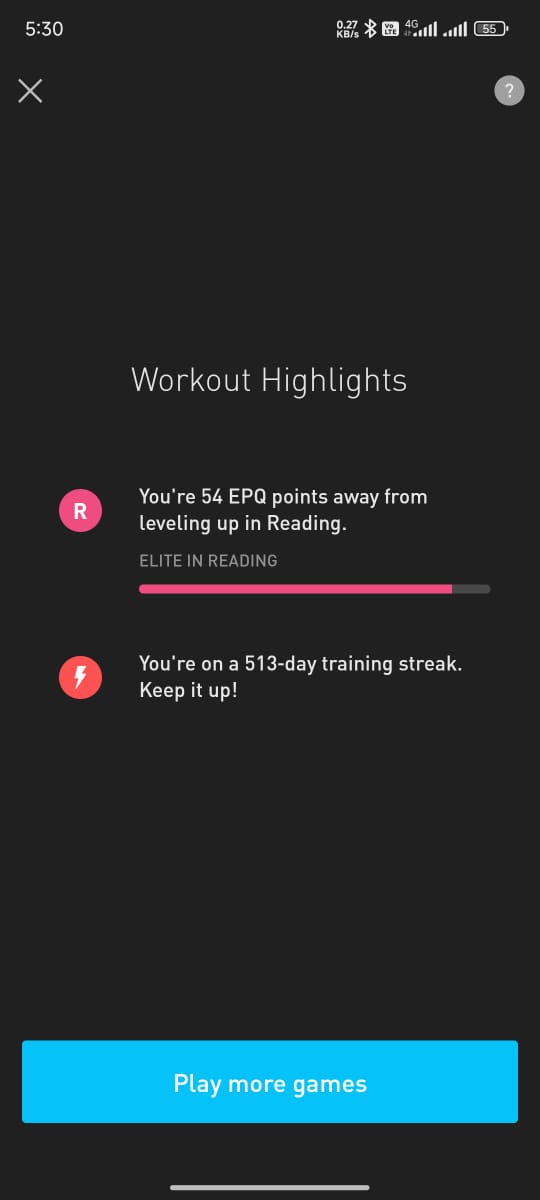 5:30
0.27
KB/s
Vo
LTE
4G
55
?
Workout Highlights
R
You're 54 EPQ points away from
leveling up in Reading.
ELITE IN READING
You're on a 513-day training streak.
Keep it up!
Play more games